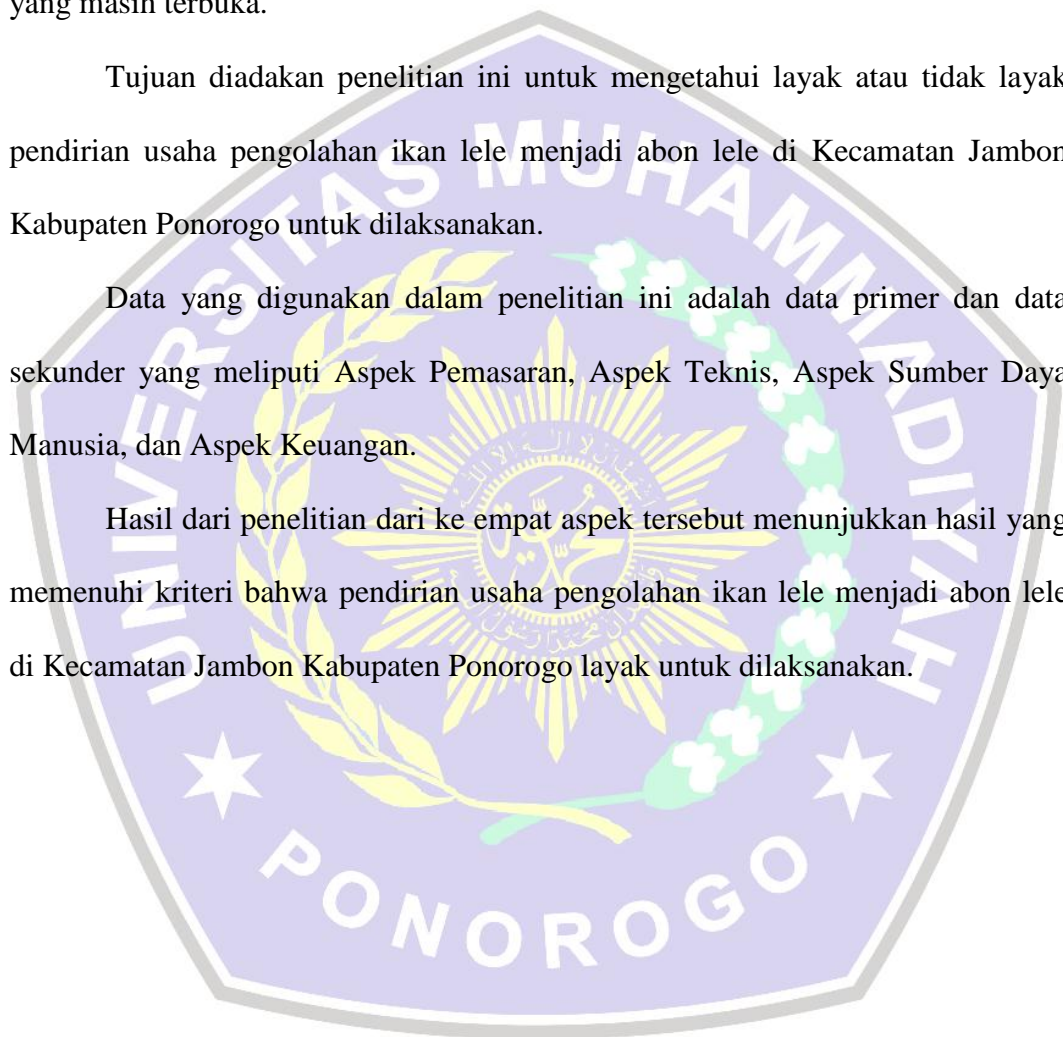 yang masih terbuka.
Tujuan diadakan penelitian ini untuk mengetahui layak atau tidak layak
pendirian usaha pengolahan ikan lele menjadi abon lele di Kecamatan Jambon
Kabupaten Ponorogo untuk dilaksanakan.
Data yang digunakan dalam penelitian ini adalah data primer dan data
sekunder yang meliputi Aspek Pemasaran, Aspek Teknis, Aspek Sumber Daya
Manusia, dan Aspek Keuangan.
Hasil dari penelitian dari ke empat aspek tersebut menunjukkan hasil yang
memenuhi kriteri bahwa pendirian usaha pengolahan ikan lele menjadi abon lele
di Kecamatan Jambon Kabupaten Ponorogo layak untuk dilaksanakan.
UNIVERSITAS MUHAMMADIYAH
PONOROGO